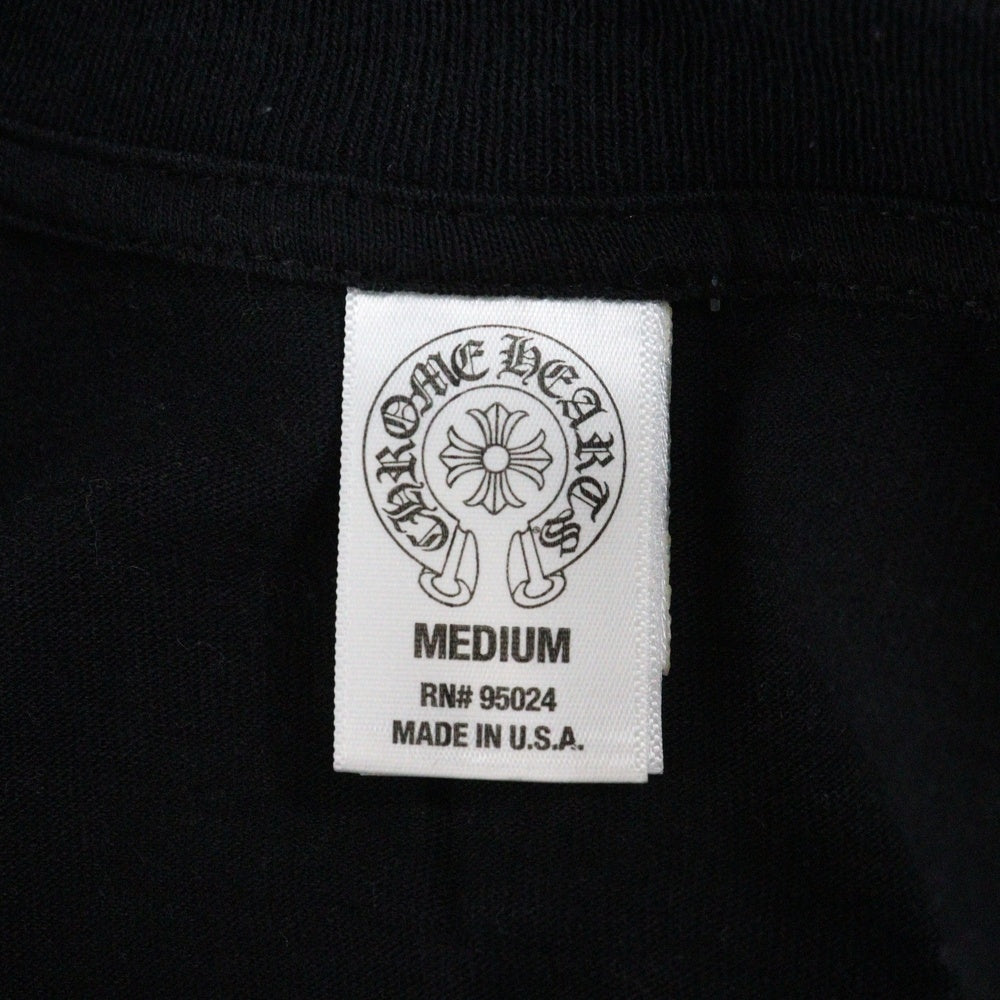 CHROME HEARTS
MEDIUM
RN# 95024
MADE IN U.S.A.